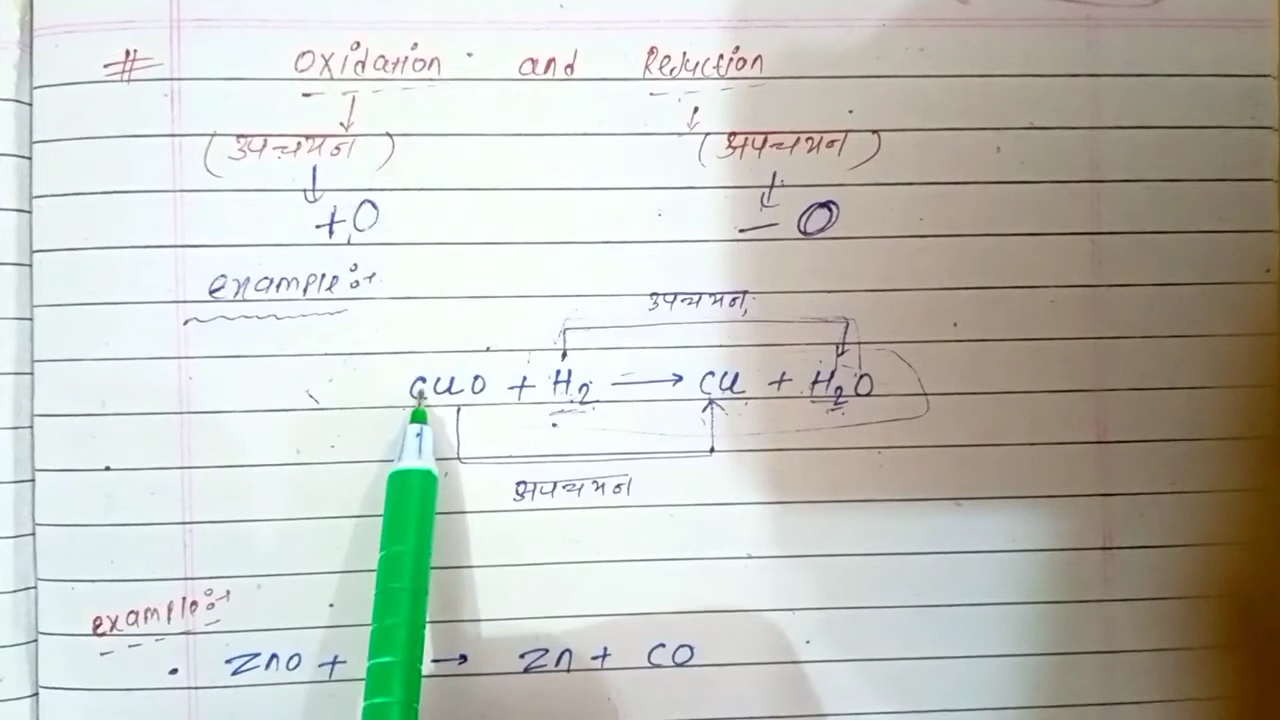 # Oxidation and Reduction
(उपचयन) (अपचयन)
+O - O
example:-
उपचयन
CuO + H2 → Cu + H2O
अपचयन
example:-
ZnO + → Zn + CO